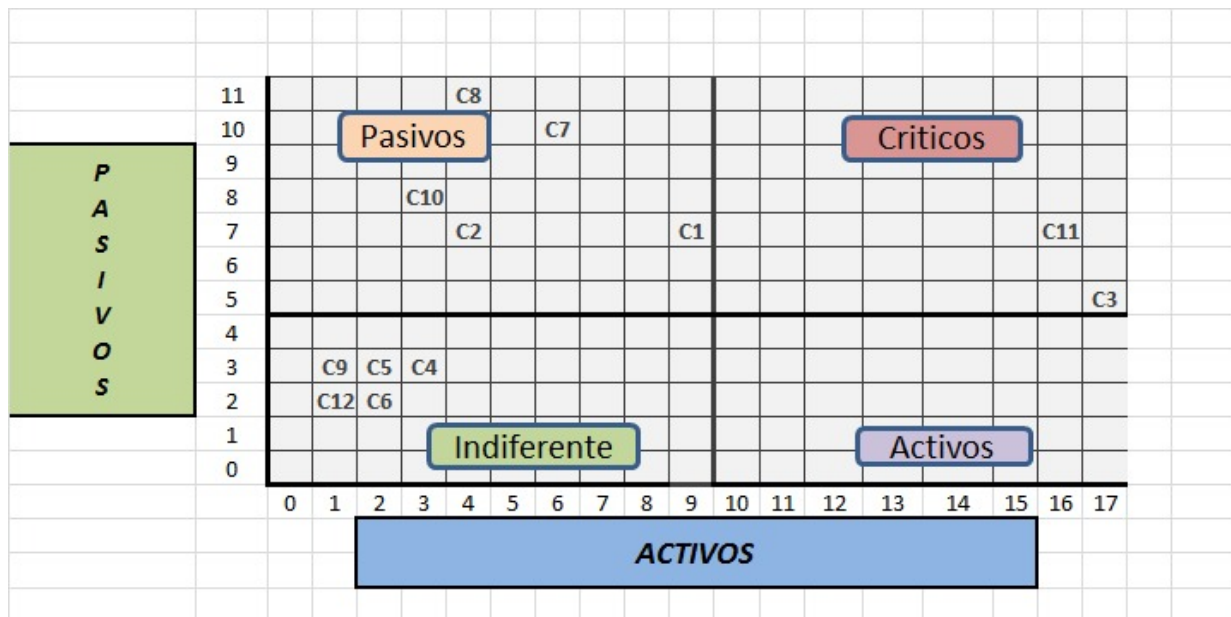 11 C8
Pasivos
10 C7
Criticos
9
8 C10
7 C2 C1 C11
6
5 C3
4
3 C9 C5 C4
2 C12 C6
1
Indiferente
Activos
0
0 1 2 3 4 5 6 7 8 9 10 11 12 13 14 15 16 17
P
A
S
I
V
O
S
ACTIVOS